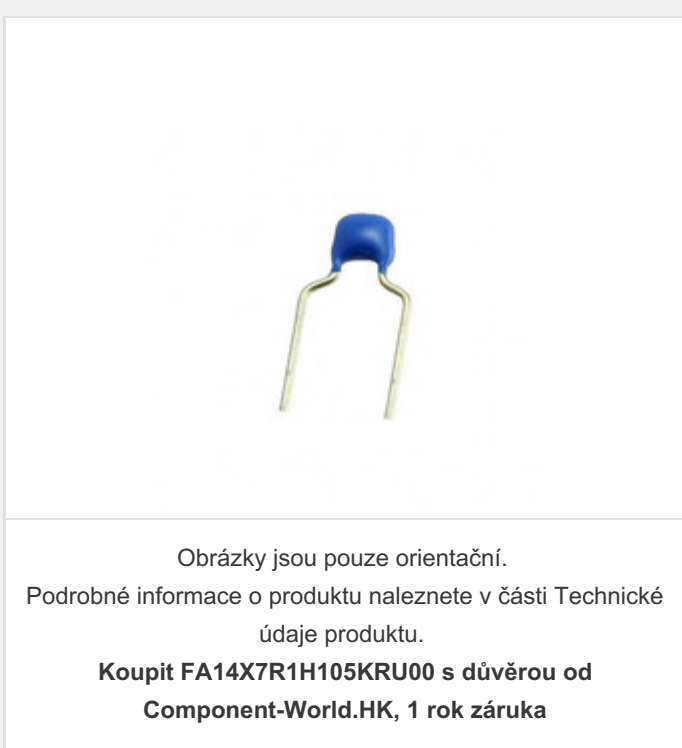 Obrázky jsou pouze orientační.
Podrobné informace o produktu naleznete v části Technické
údaje produktu.
Koupit FA14X7R1H105KRU00 s důvěrou od
Component-World.HK, 1 rok záruka